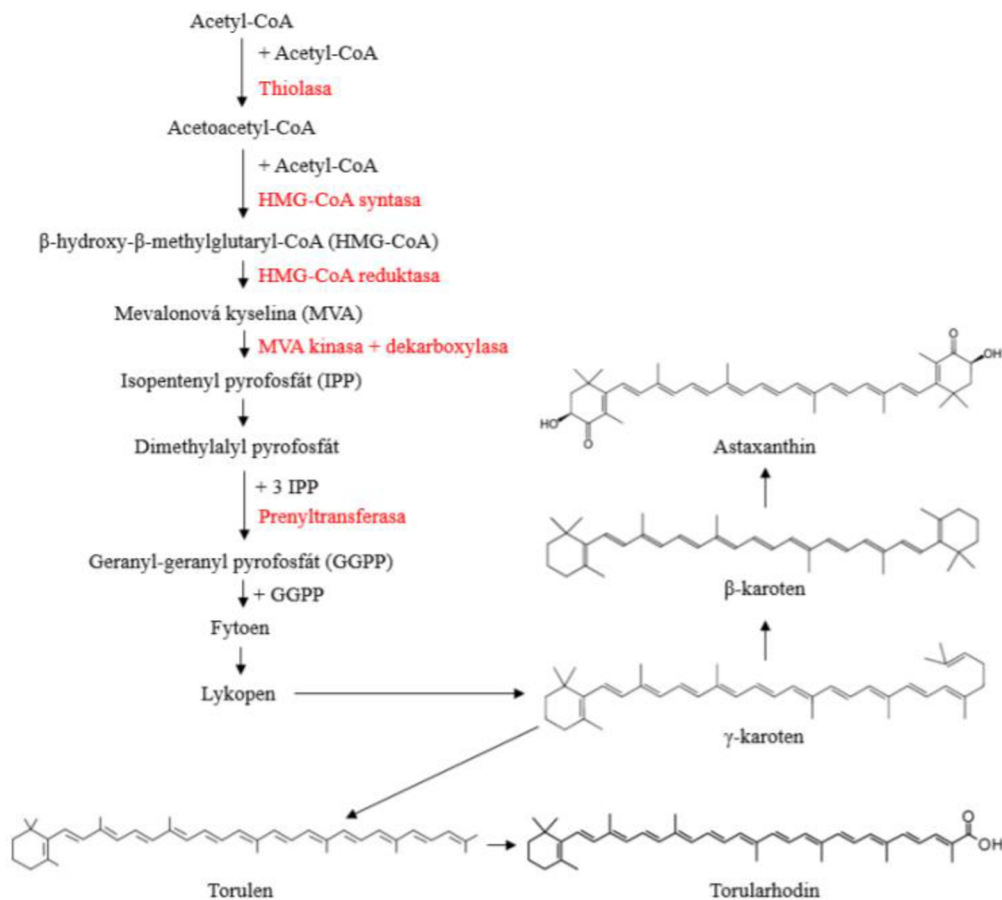 Acetyl-CoA
+ Acetyl-CoA
Thiolasa
Acetoacetyl-CoA
+ Acetyl-CoA
HMG-CoA syntasa
β-hydroxy-β-methylglutaryl-CoA (HMG-CoA)
HMG-CoA reduktasa
Mevalonová kyselina (MVA)
MVA kinasa + dekarboxylasa
Isopentenyl pyrofosfát (IPP)
Dimethylalyl pyrofosfát
+ 3 IPP
Prenyltransferasa
Geranyl-geranyl pyrofosfát (GGPP)
+ GGPP
Fytoen
Lykopen
O
OH
HO
O
Astaxanthin
β-karoten
γ-karoten
Torulen
O
OH
Torularhodin